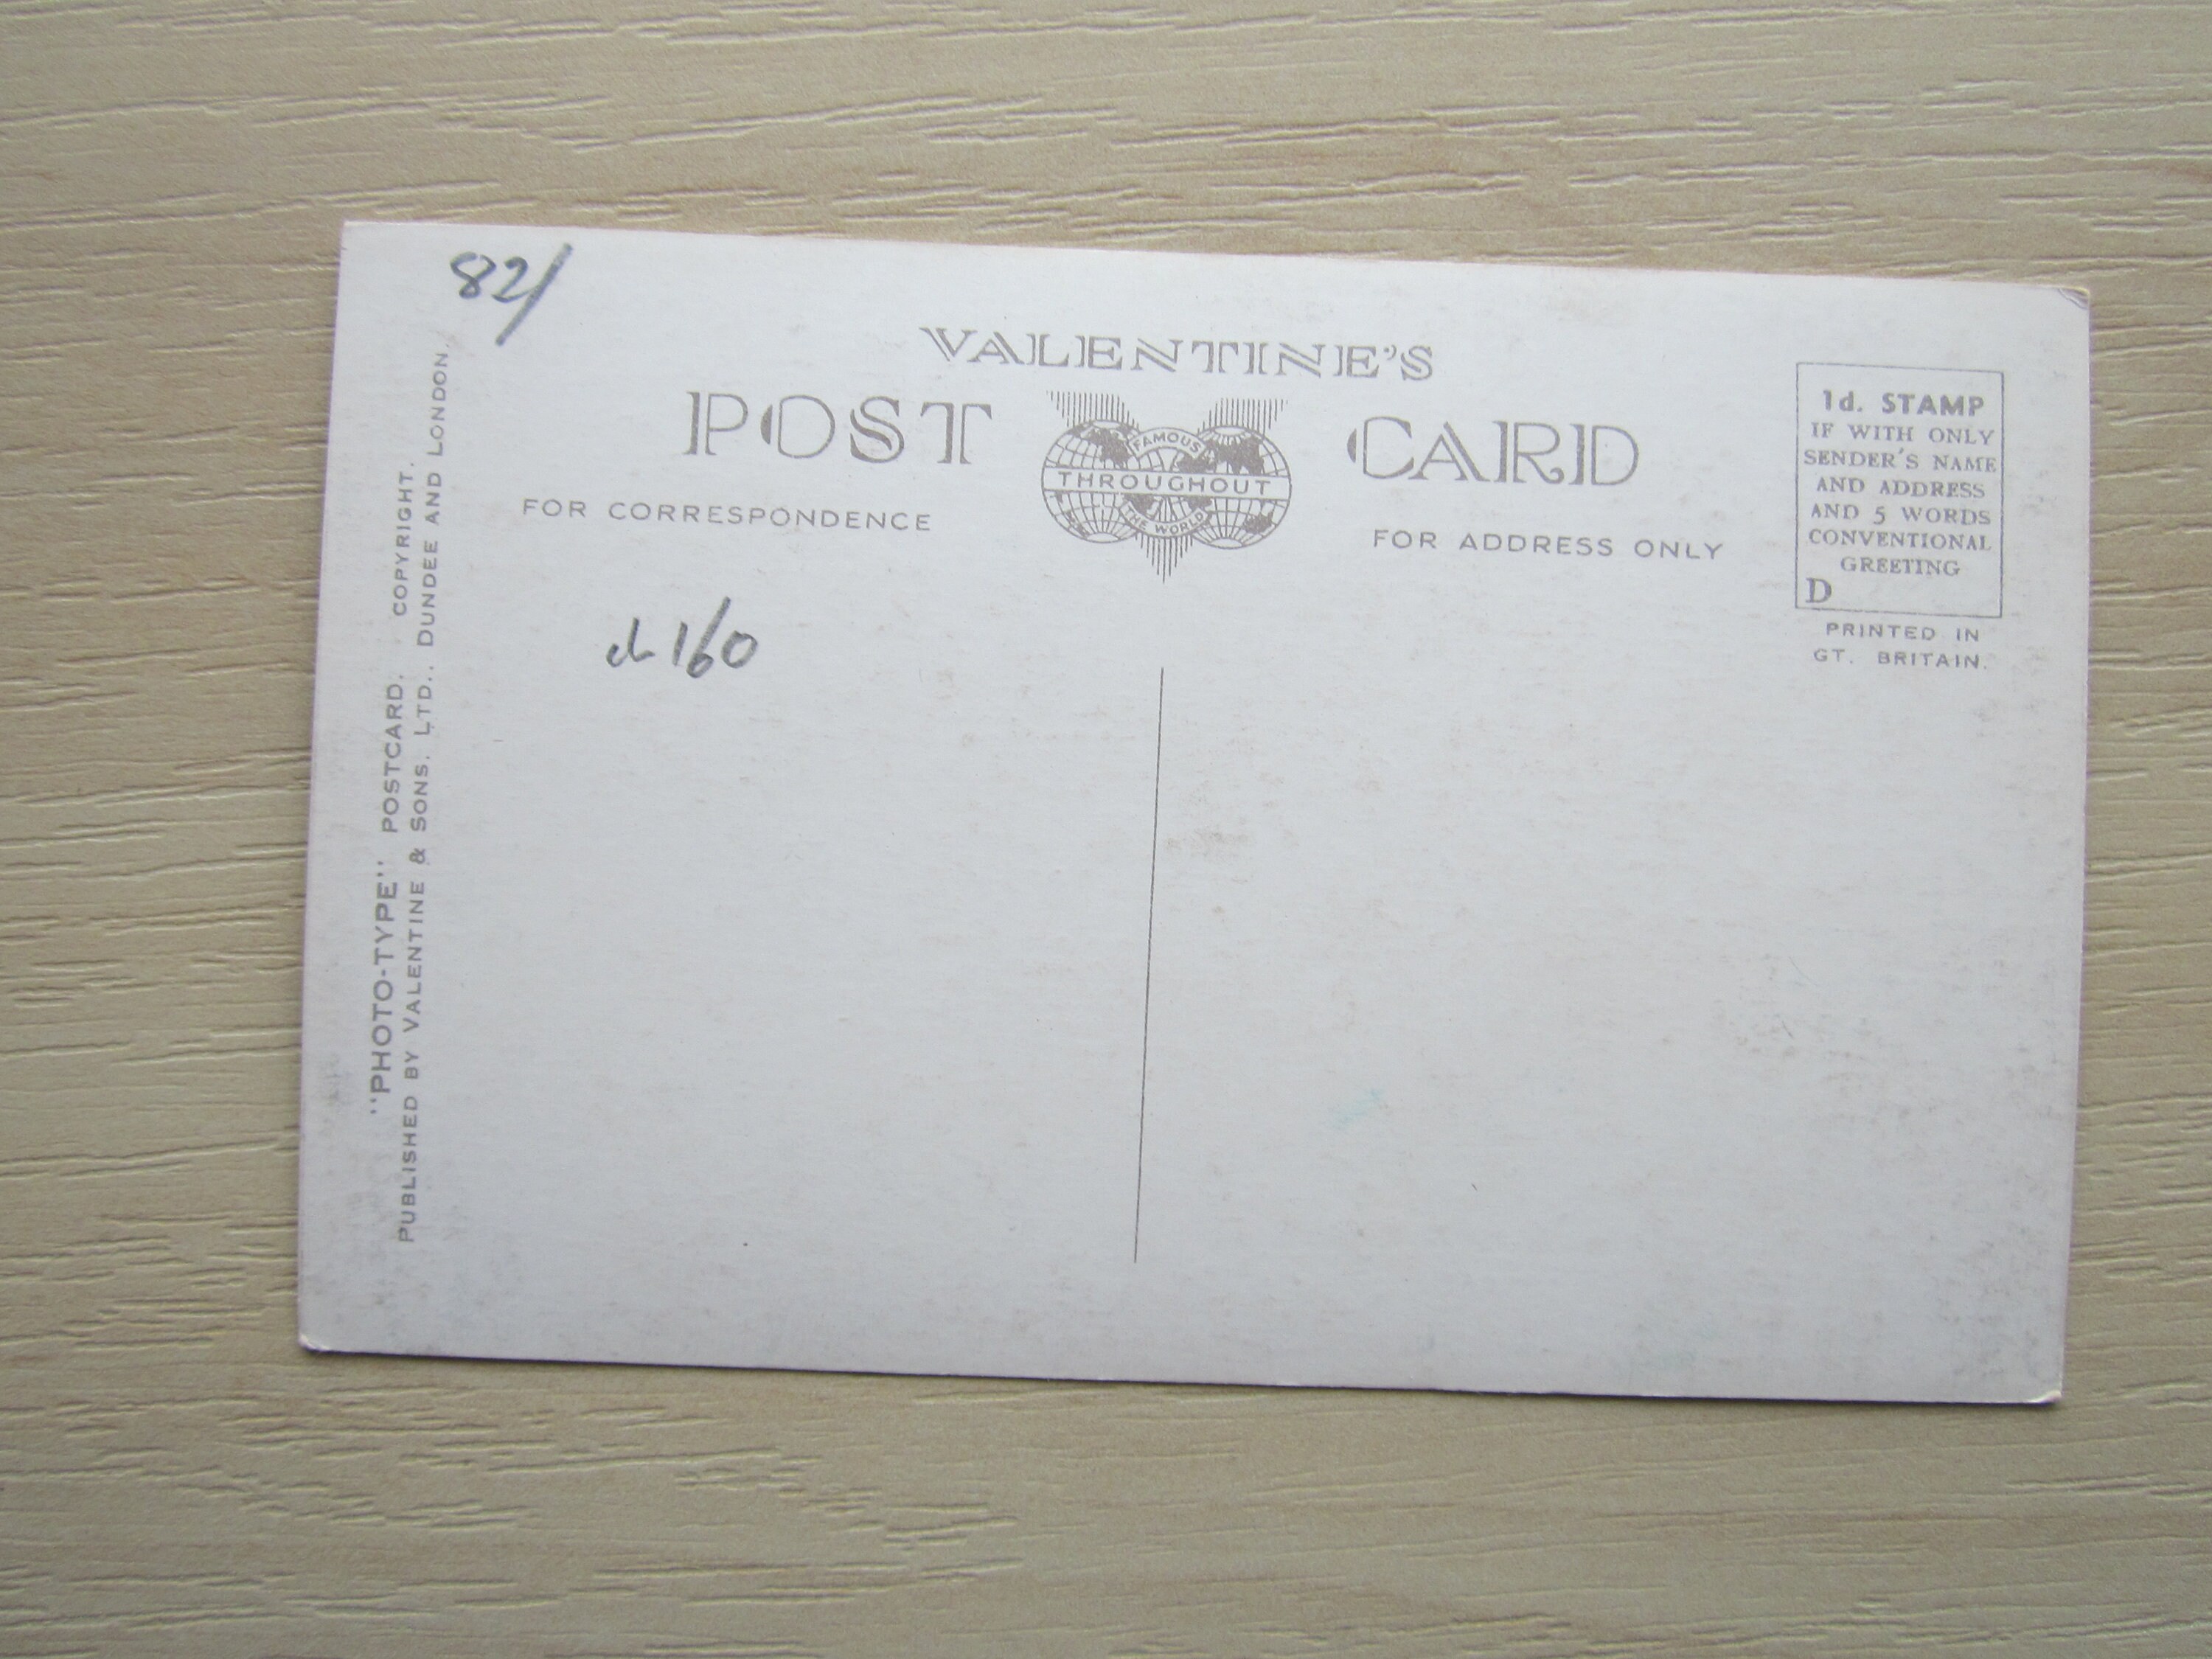 82/
VALENTINE'S
POST CARD
FAMOUS
THROUGHOUT
THE WORLD
FOR CORRESPONDENCE
FOR ADDRESS ONLY
1d. STAMP
IF WITH ONLY
SENDER'S NAME
AND ADDRESS
AND 5 WORDS
CONVENTIONAL
GREETING
D
PRINTED IN
GT. BRITAIN.
160
"PHOTO-TYPE" POSTCARD. COPYRIGHT.
PUBLISHED BY VALENTINE & SONS. LTD., DUNDEE AND LONDON.